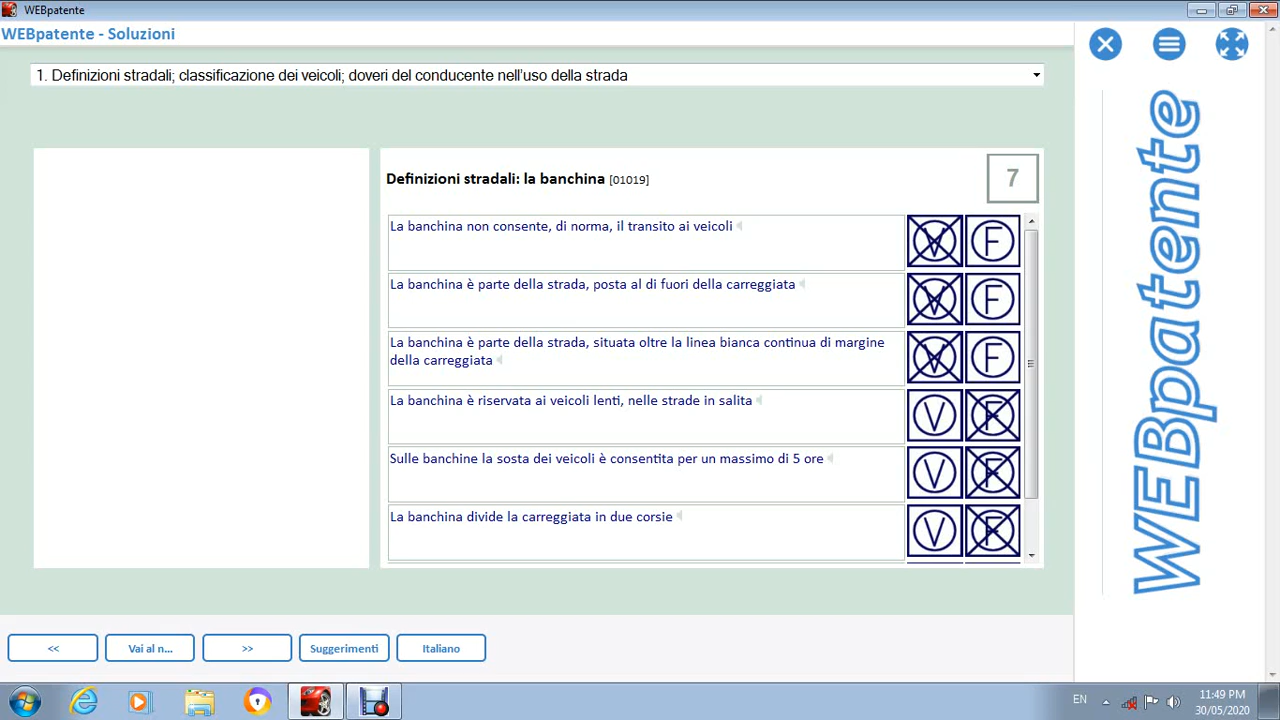 WEBpatente
WEBpatente - Soluzioni
1. Definizioni stradali; classificazione dei veicoli; doveri del conducente nell'uso della strada
Definizioni stradali: la banchina [01019]
7
La banchina non consente, di norma, il transito ai veicoli
V F
La banchina è parte della strada, posta al di fuori della carreggiata
V F
La banchina è parte della strada, situata oltre la linea bianca continua di margine
della carreggiata
V F
La banchina è riservata ai veicoli lenti, nelle strade in salita
V F
Sulle banchine la sosta dei veicoli è consentita per un massimo di 5 ore
V F
La banchina divide la carreggiata in due corsie
V F
WEBpatente
<< Vai al n... >> Suggerimenti Italiano
EN
11:49 PM
30/05/2020